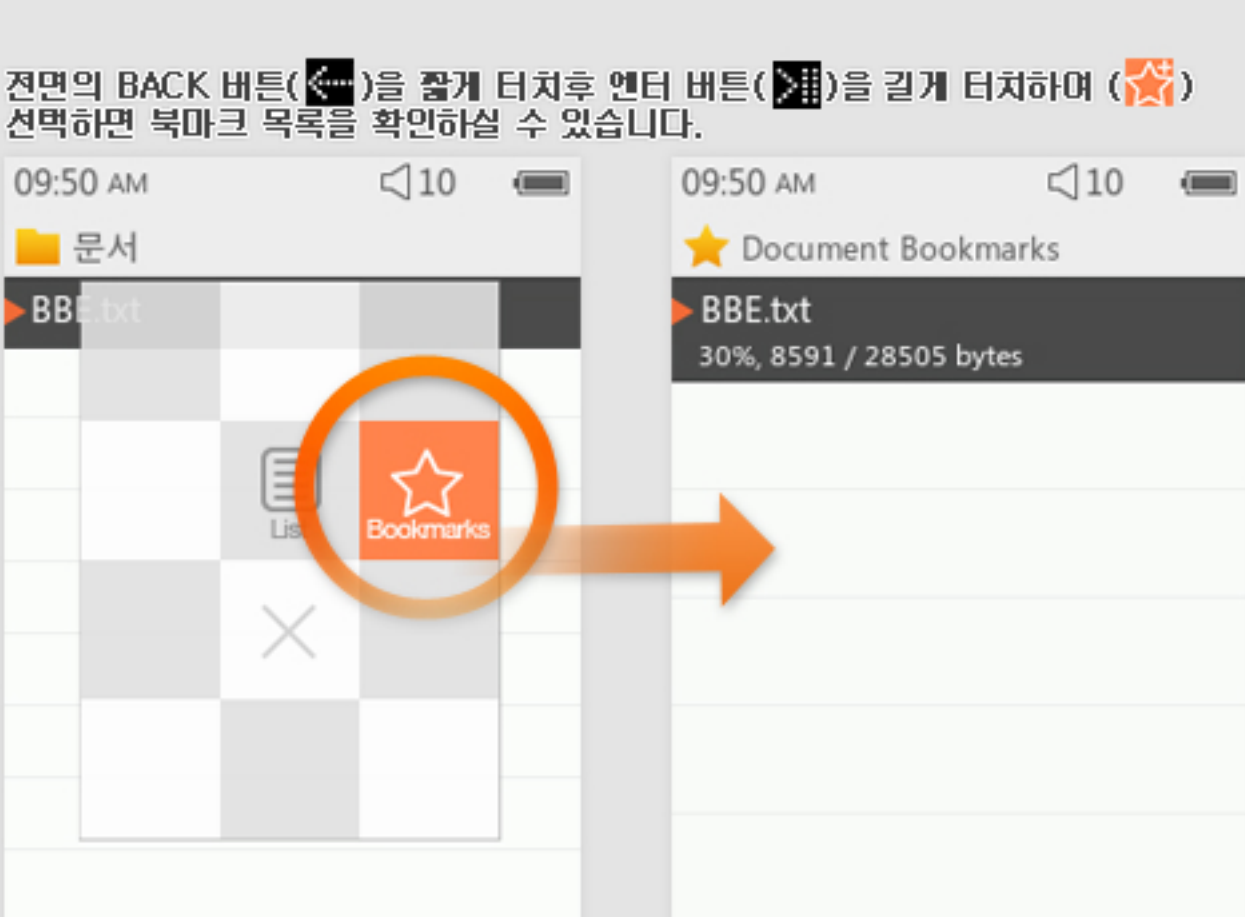 전면의 BACK 버튼( )을 짧게 터치후 엔터 버튼( )을 길게 터치하며 ( )
선택하면 북마크 목록을 확인하실 수 있습니다.
09:50 AM 10
문서
BBE.txt
List
Bookmarks
09:50 AM 10
Document Bookmarks
BBE.txt
30%, 8591 / 28505 bytes